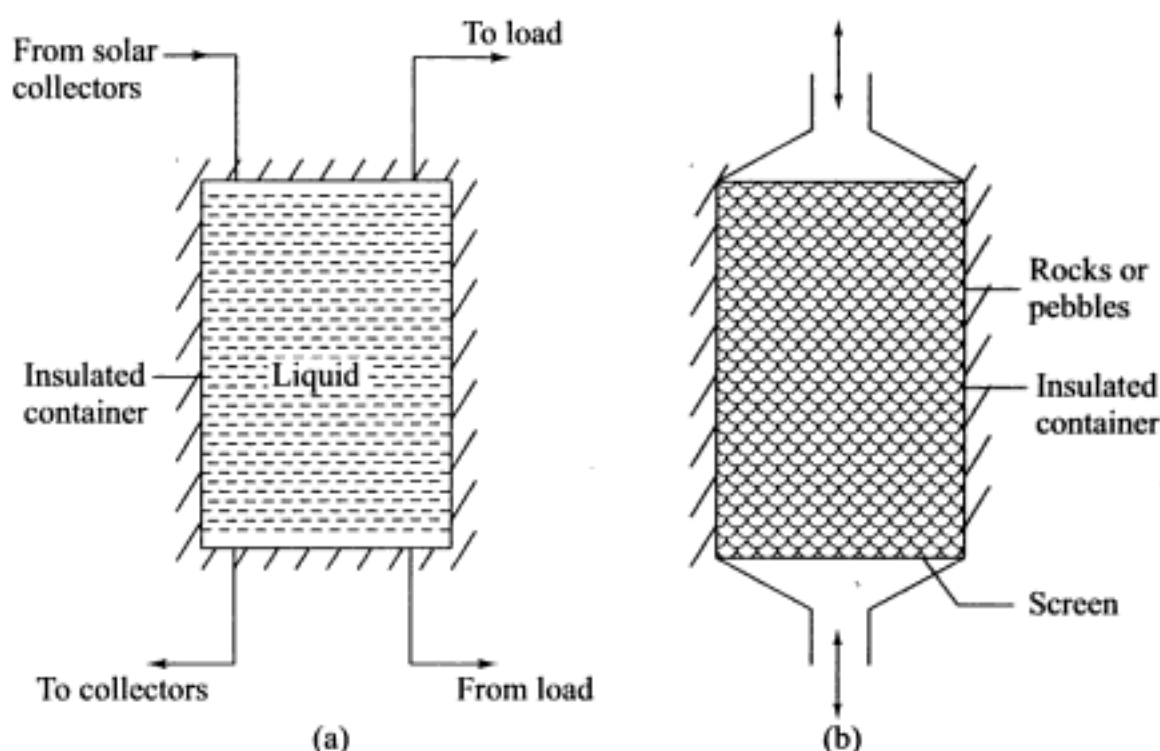 From solar
collectors
To load
Insulated
container
Liquid
To collectors
From load
(a)
Rocks or
pebbles
Insulated
container
Screen
(b)